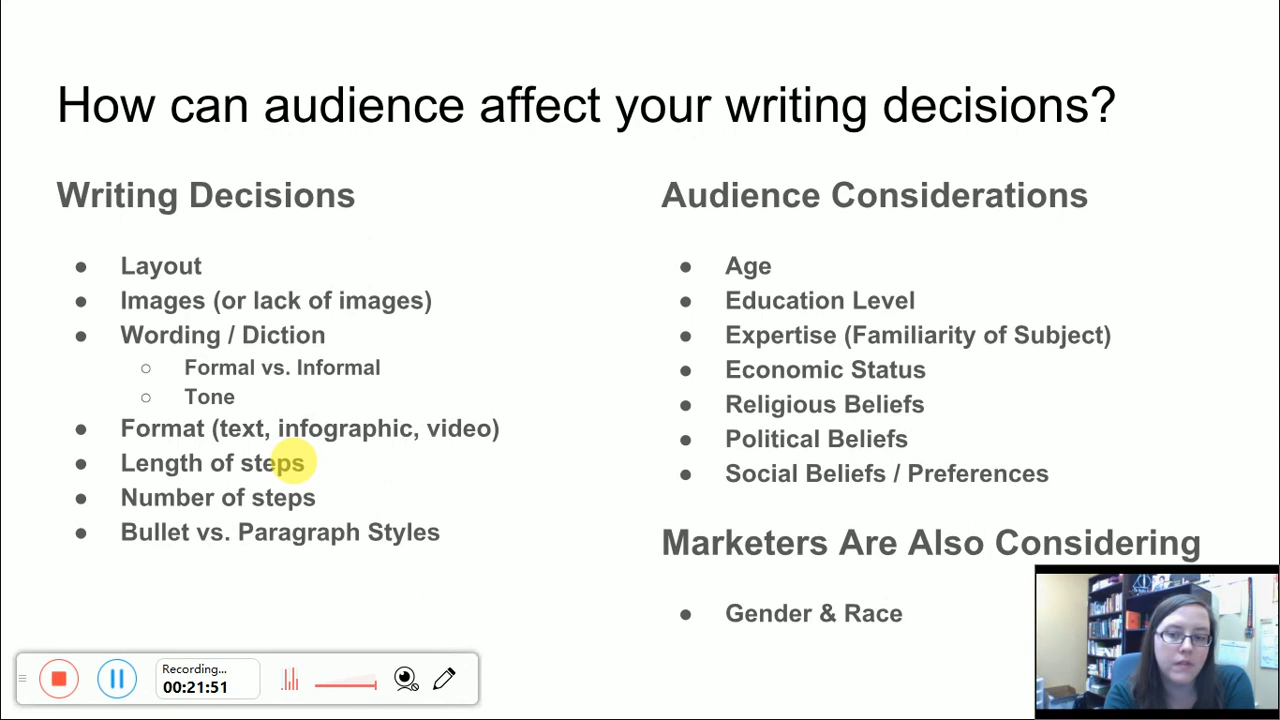 How can audience affect your writing decisions?
Writing Decisions
Layout
Images (or lack of images)
Wording / Diction
Formal vs. Informal
Tone
Format (text, infographic, video)
Length of steps
Number of steps
Bullet vs. Paragraph Styles
Audience Considerations
Age
Education Level
Expertise (Familiarity of Subject)
Economic Status
Religious Beliefs
Political Beliefs
Social Beliefs / Preferences
Marketers Are Also Considering
Gender & Race
Recording...
00:21:51